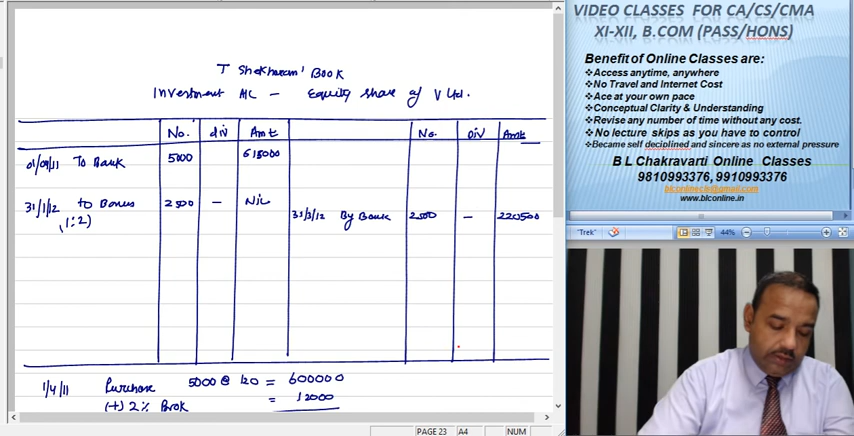 VIDEO CLASSES FOR CA/CS/CMA
XI-XII, B.COM (PASS/HONS)
Benefit of Online Classes are:
❖Access anytime, anywhere
❖No Travel and Internet Cost
❖Ace at your own pace
❖Conceptual Clarity & Understanding
❖Revise any number of time without any cost.
❖No lecture skips as you have to control
❖Became self deciplined and sincere as no external pressure
B L Chakravarti Online Classes
9810993376, 9910993376
www.blconline.in
"Trek" 44%
T Shekharam' Book
Investment A/c - Equity Share of V Ltd.
No. div Amt No. Div Amt
To Bank 5000
31/1/12 to Bonus 2500 - Nil
(1:2)
31/3/12 By Bank 2500 - 220500
1/4/11 Purchase 5000 @ 120 = 600000
(+) 2% Brok = 12000
PAGE 23 A4 NUM